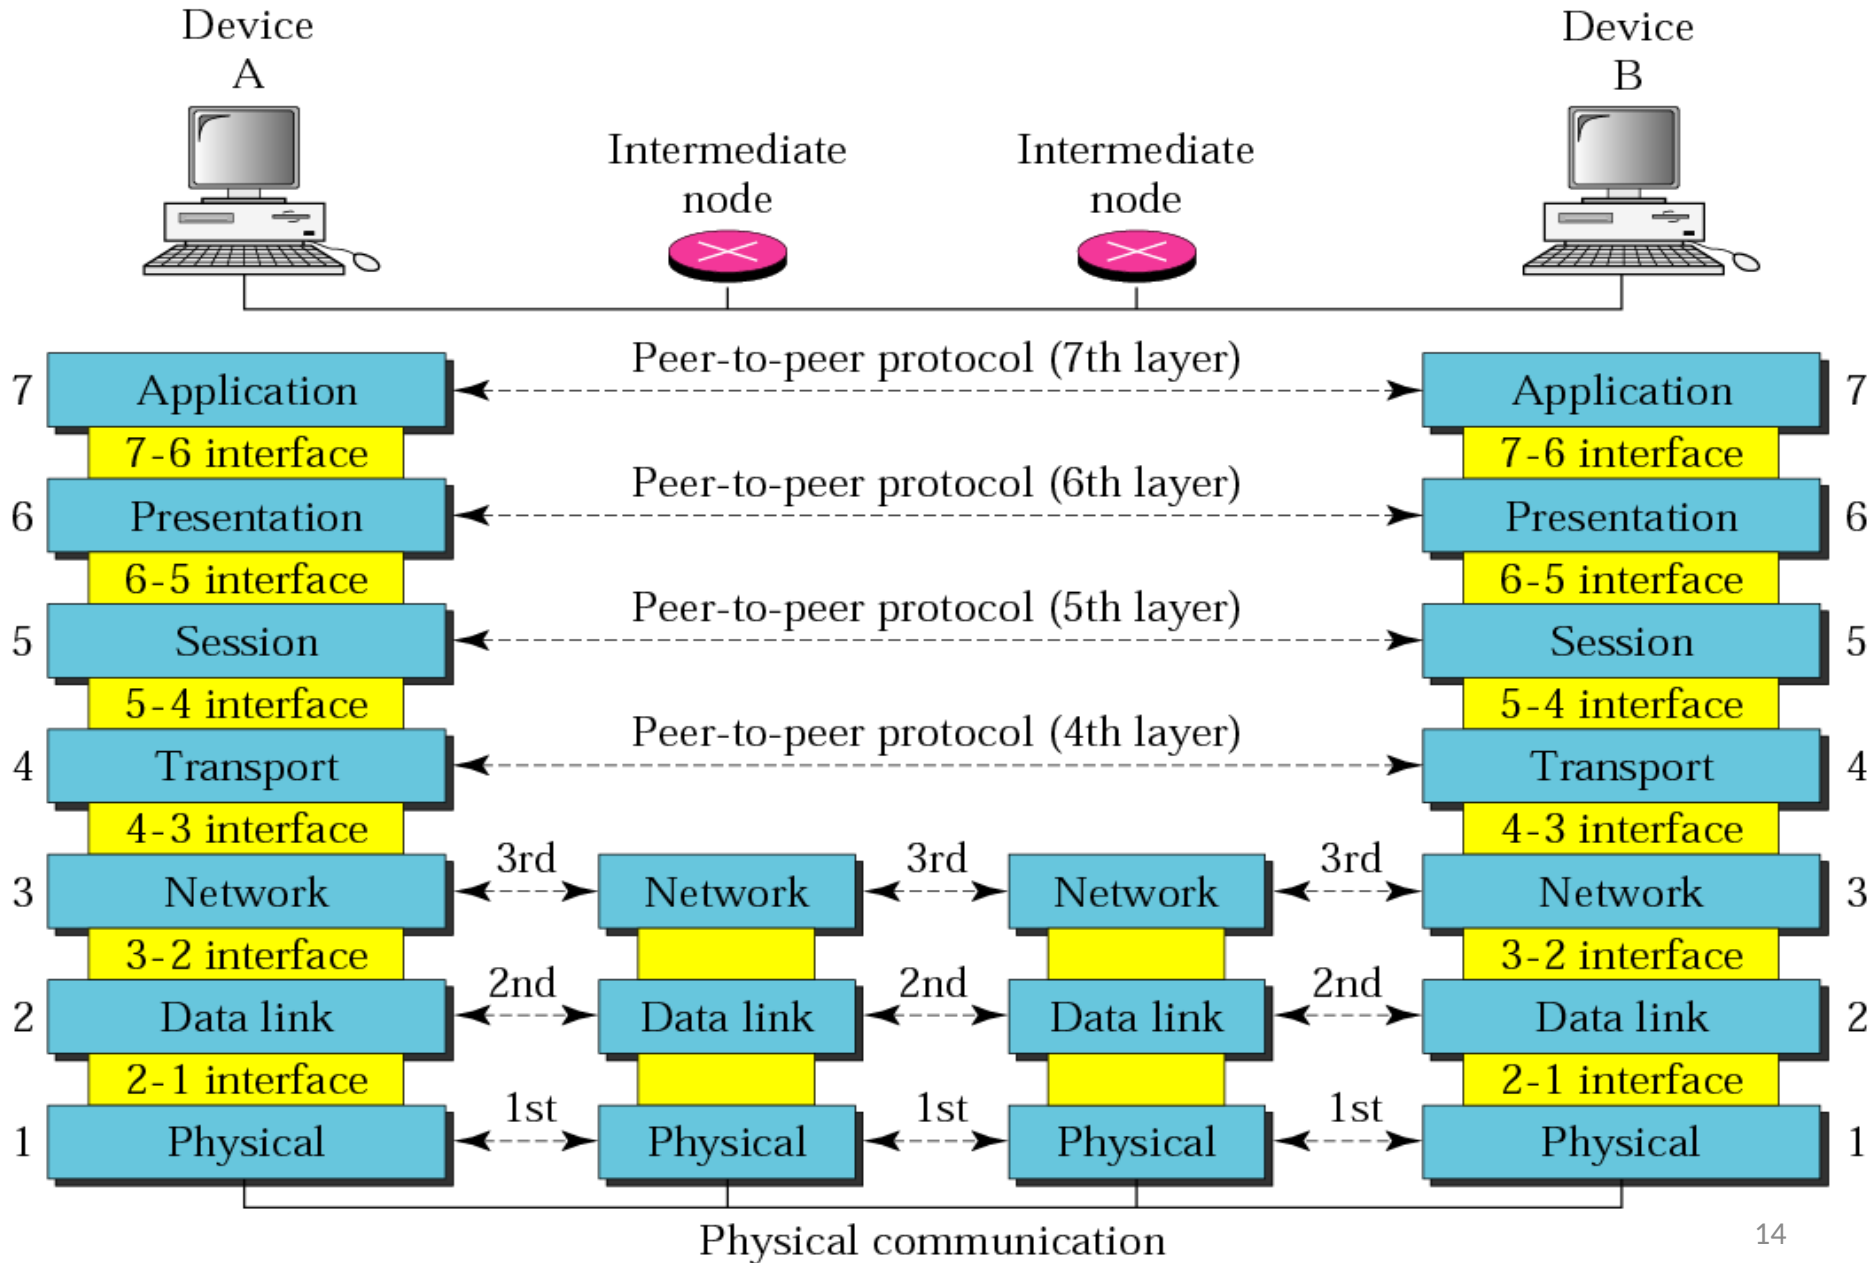 Device
A
Device
B
Intermediate
node
Intermediate
node
Peer-to-peer protocol (7th layer)
7 Application Application 7
7-6 interface 7-6 interface
Peer-to-peer protocol (6th layer)
6 Presentation Presentation 6
6-5 interface 6-5 interface
Peer-to-peer protocol (5th layer)
5 Session Session 5
5-4 interface 5-4 interface
Peer-to-peer protocol (4th layer)
4 Transport Transport 4
4-3 interface 4-3 interface
3rd 3rd 3rd
3 Network Network Network Network 3
3-2 interface 3-2 interface
2nd 2nd 2nd
2 Data link Data link Data link Data link 2
2-1 interface 2-1 interface
1st 1st 1st
1 Physical Physical Physical Physical 1
Physical communication
14